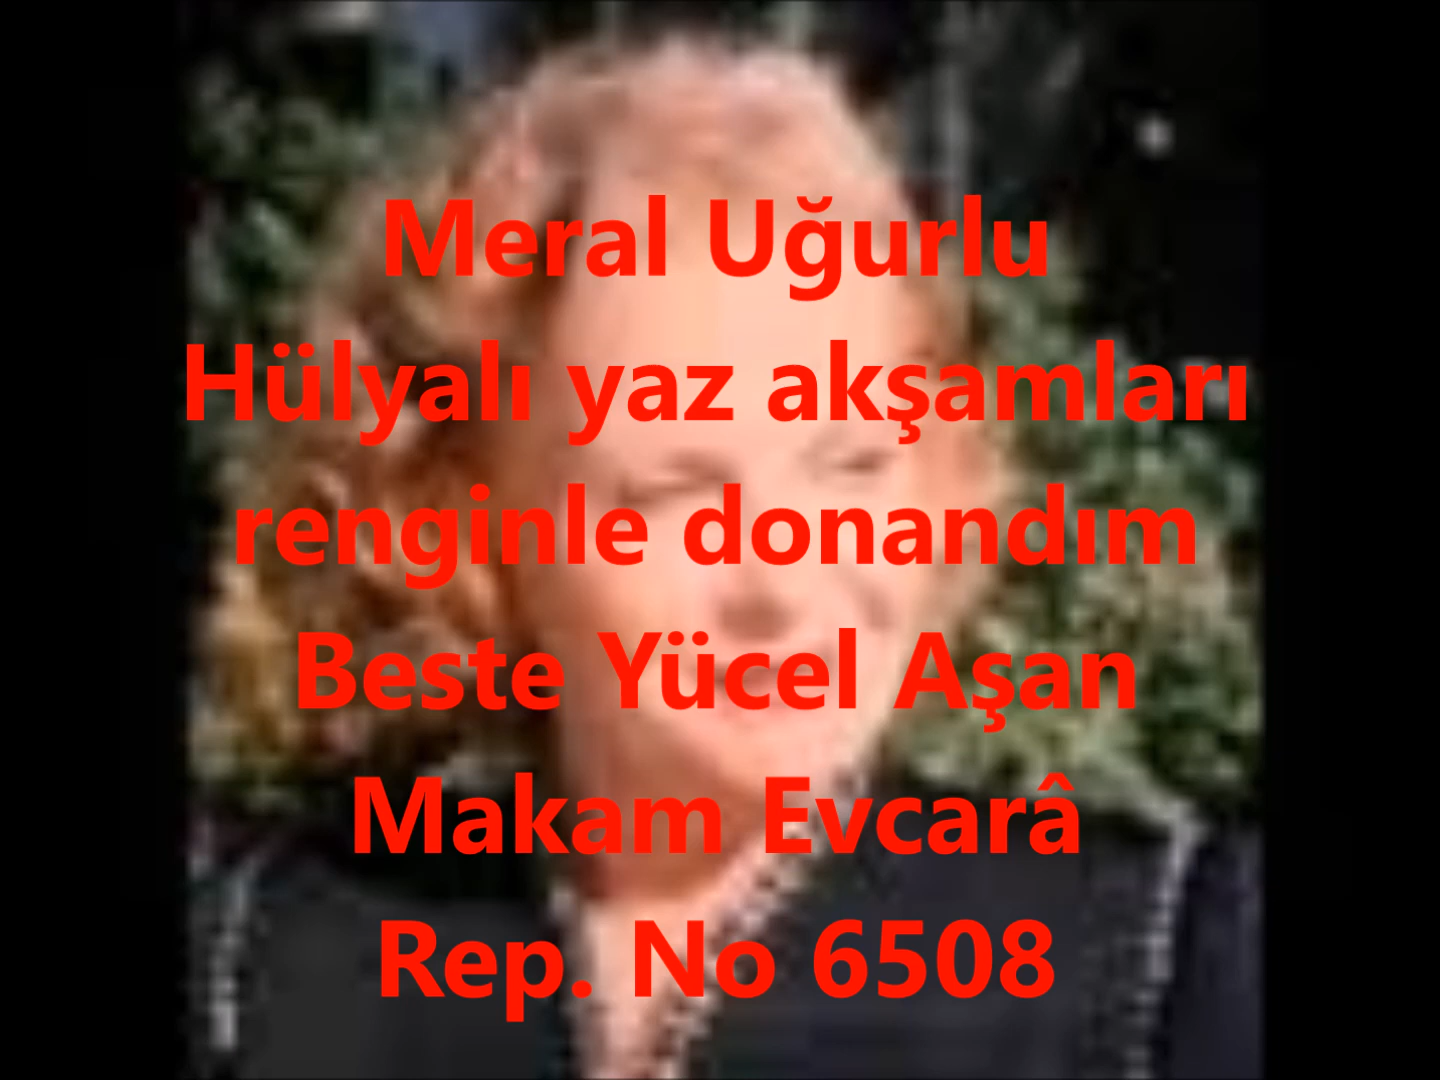 Meral Uğurlu
Hülyalı yaz akşamları
renginle donandım
Beste Yücel Aşan
Makam Evcarâ
Rep. No 6508